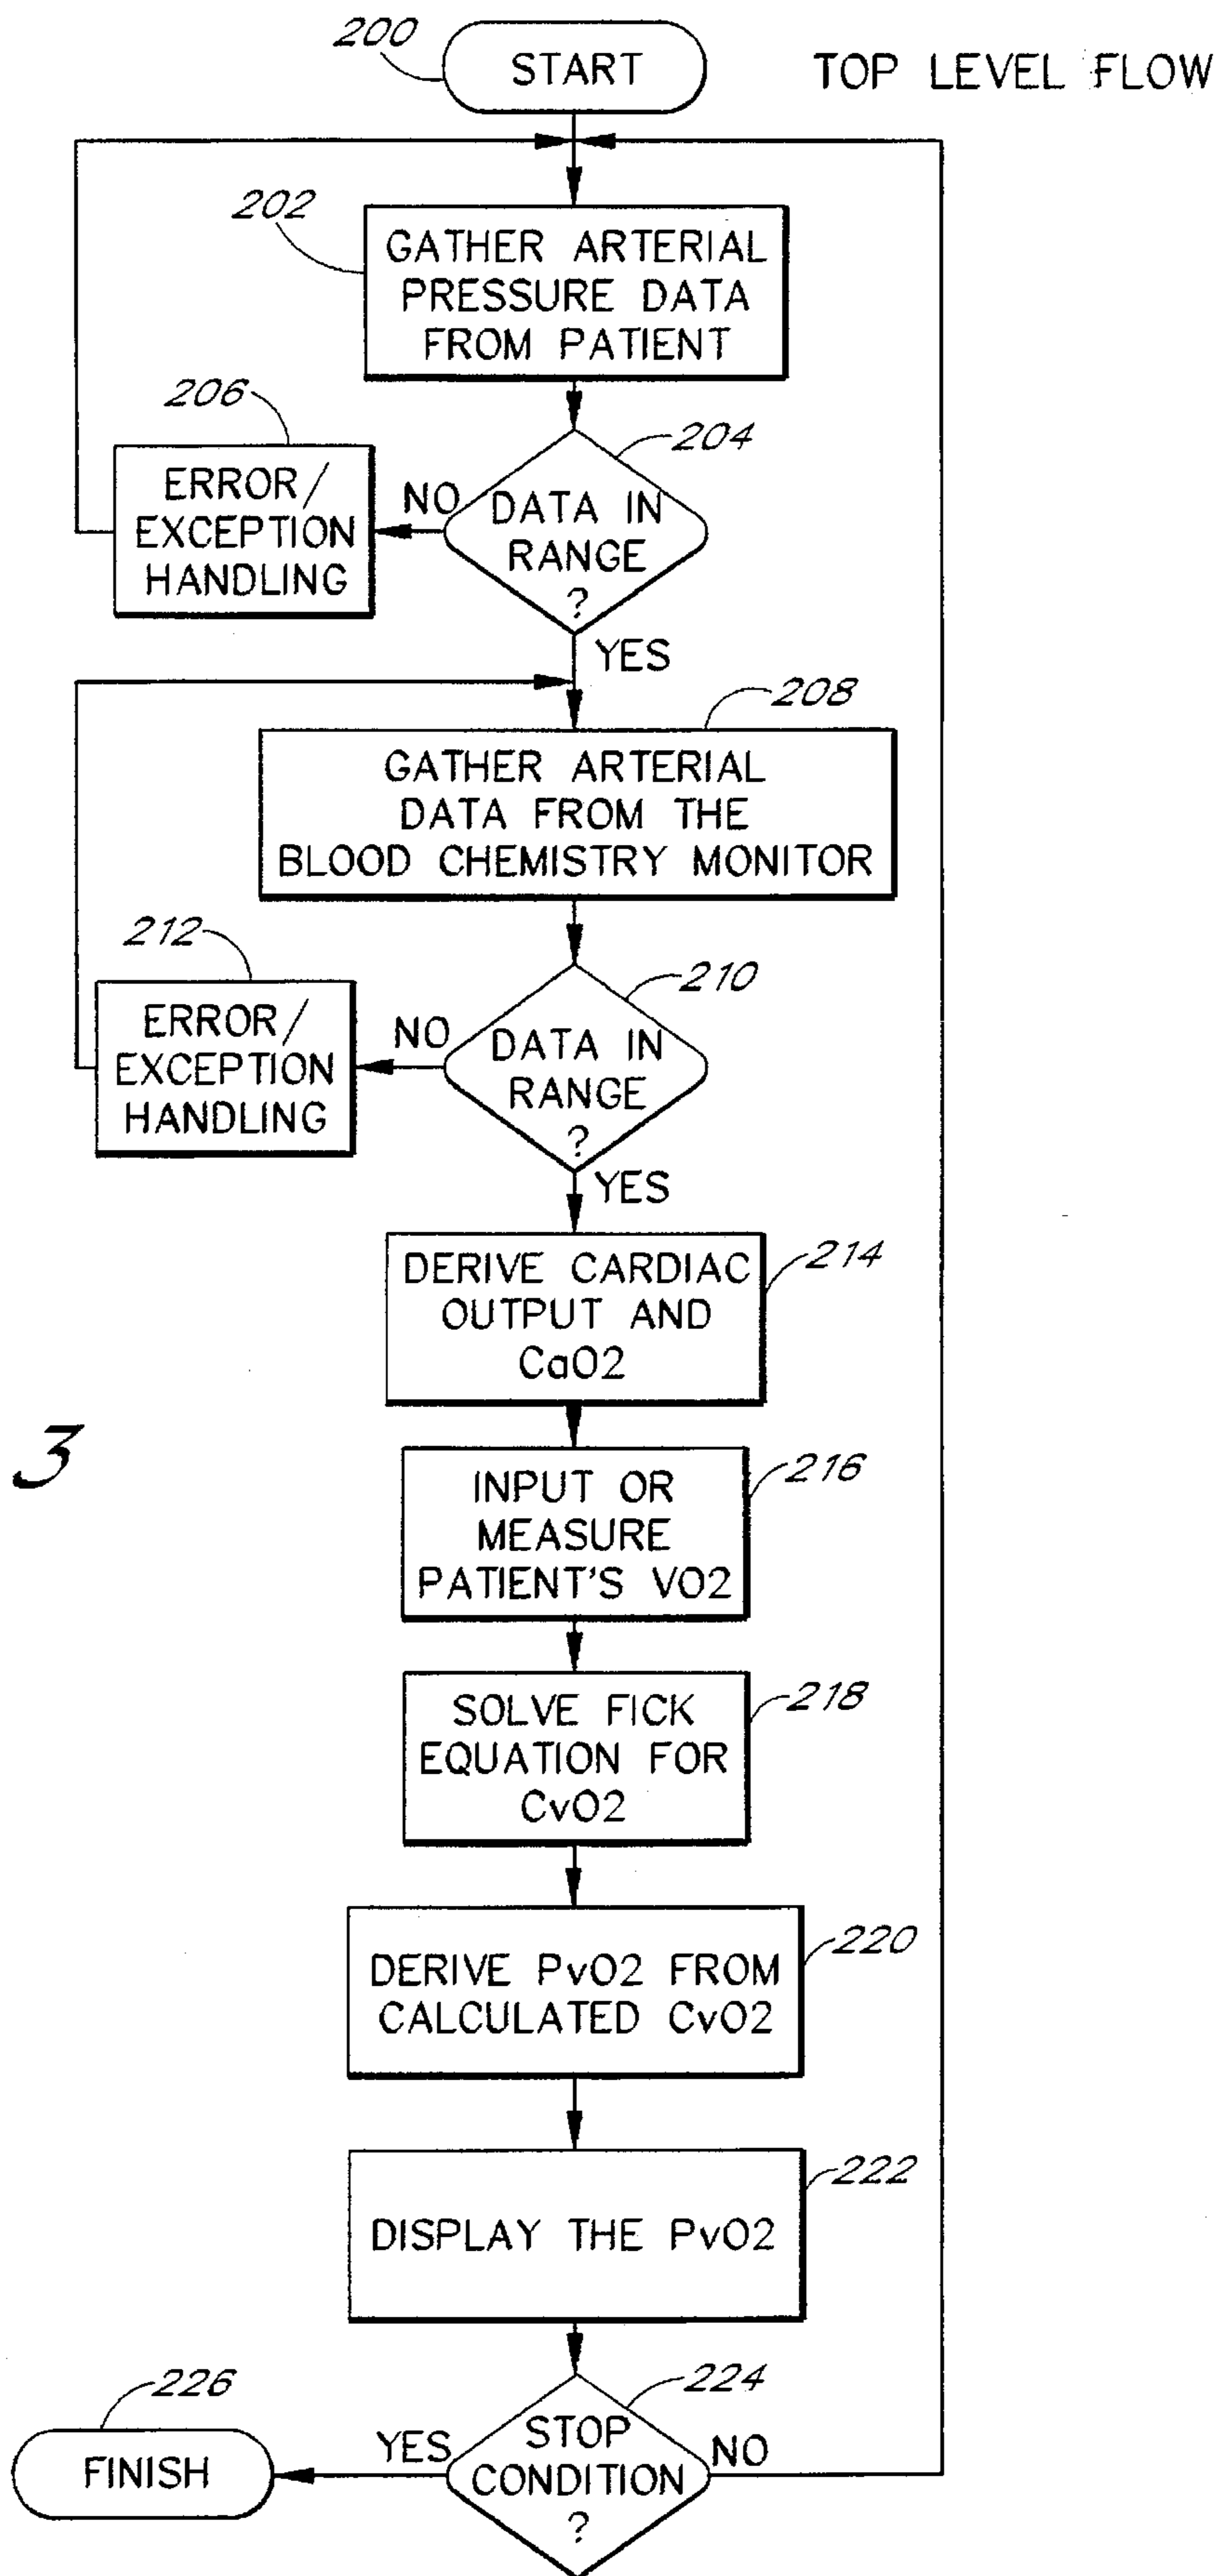 200
START
TOP LEVEL FLOW
202
GATHER ARTERIAL
PRESSURE DATA
FROM PATIENT
206
ERROR/
EXCEPTION
HANDLING
NO
204
DATA IN
RANGE
?
YES
208
GATHER ARTERIAL
DATA FROM THE
BLOOD CHEMISTRY MONITOR
212
ERROR/
EXCEPTION
HANDLING
NO
210
DATA IN
RANGE
?
YES
214
DERIVE CARDIAC
OUTPUT AND
CaO2
3
216
INPUT OR
MEASURE
PATIENT'S VO2
218
SOLVE FICK
EQUATION FOR
CvO2
220
DERIVE PvO2 FROM
CALCULATED CvO2
222
DISPLAY THE PvO2
224
STOP
CONDITION
?
YES
NO
226
FINISH